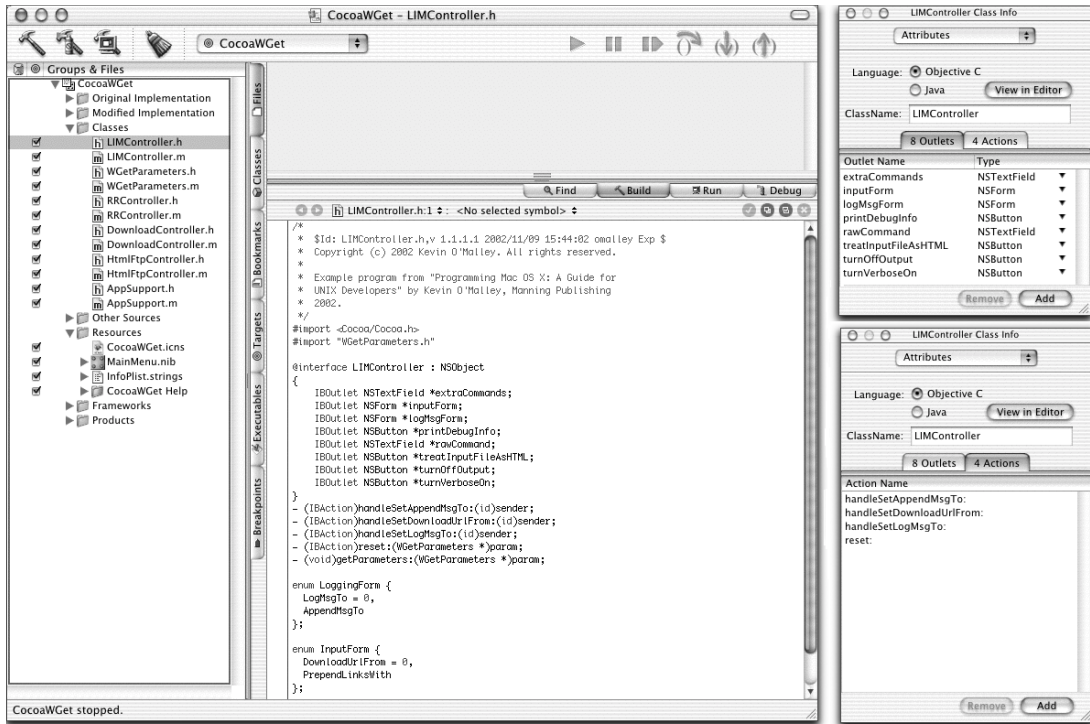 CocoaWGet – LIMController.h
CocoaWGet
Groups & Files
CocoaWGet
Original Implementation
Modified Implementation
Classes
LIMController.h
LIMController.m
WGetParameters.h
WGetParameters.m
RRController.h
RRController.m
DownloadController.h
DownloadController.m
HtmlFtpController.h
HtmlFtpController.m
AppSupport.h
AppSupport.m
Other Sources
Resources
CocoaWGet.icns
MainMenu.nib
InfoPlist.strings
CocoaWGet Help
Frameworks
Products
Files
Classes
Bookmarks
Targets
Executables
Breakpoints
Find
Build
Run
Debug
LIMController.h:1 : <No selected symbol>
/*
* $Id: LIMController.h,v 1.1.1.1 2002/11/09 15:44:02 omalley Exp $
* Copyright (c) 2002 Kevin O'Malley. All rights reserved.
*
* Example program from "Programming Mac OS X: A Guide for
* UNIX Developers" by Kevin O'Malley, Manning Publishing
* 2002.
*/
#import <Cocoa/Cocoa.h>
#import "WGetParameters.h"
@interface LIMController : NSObject
{
IBOutlet NSTextField *extraCommands;
IBOutlet NSForm *inputForm;
IBOutlet NSForm *logMsgForm;
IBOutlet NSButton *printDebugInfo;
IBOutlet NSTextField *rawCommand;
IBOutlet NSButton *treatInputFileAsHTML;
IBOutlet NSButton *turnOffOutput;
IBOutlet NSButton *turnVerboseOn;
}
- (IBAction)handleSetAppendMsgTo:(id)sender;
- (IBAction)handleSetDownloadUrlFrom:(id)sender;
- (IBAction)handleSetLogMsgTo:(id)sender;
- (IBAction)reset:(WGetParameters *)param;
- (void)getParameters:(WGetParameters *)param;
enum LoggingForm {
LogMsgTo = 0,
AppendMsgTo
};
enum InputForm {
DownloadUrlFrom = 0,
PrependLinksWith
};
CocoaWGet stopped.
LIMController Class Info
Attributes
Language: Objective C
Java View in Editor
ClassName: LIMController
8 Outlets 4 Actions
Outlet Name Type
extraCommands NSTextField
inputForm NSForm
logMsgForm NSForm
printDebugInfo NSButton
rawCommand NSTextField
treatInputFileAsHTML NSButton
turnOffOutput NSButton
turnVerboseOn NSButton
Remove Add
LIMController Class Info
Attributes
Language: Objective C
Java View in Editor
ClassName: LIMController
8 Outlets 4 Actions
Action Name
handleSetAppendMsgTo:
handleSetDownloadUrlFrom:
handleSetLogMsgTo:
reset:
Remove Add